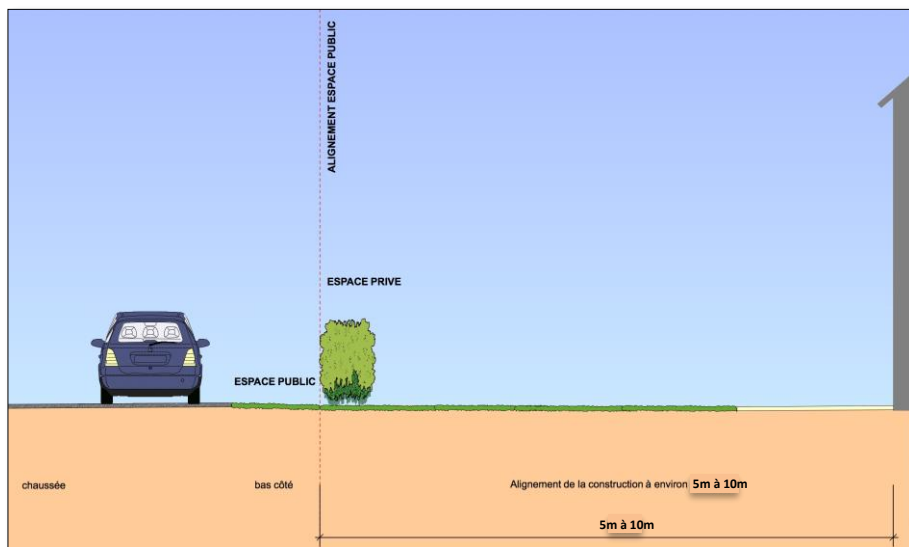 ALIGNEMENT ESPACE PUBLIC
ESPACE PRIVE
ESPACE PUBLIC
chaussée
bas côté
Alignement de la construction à environ 5m à 10m
5m à 10m